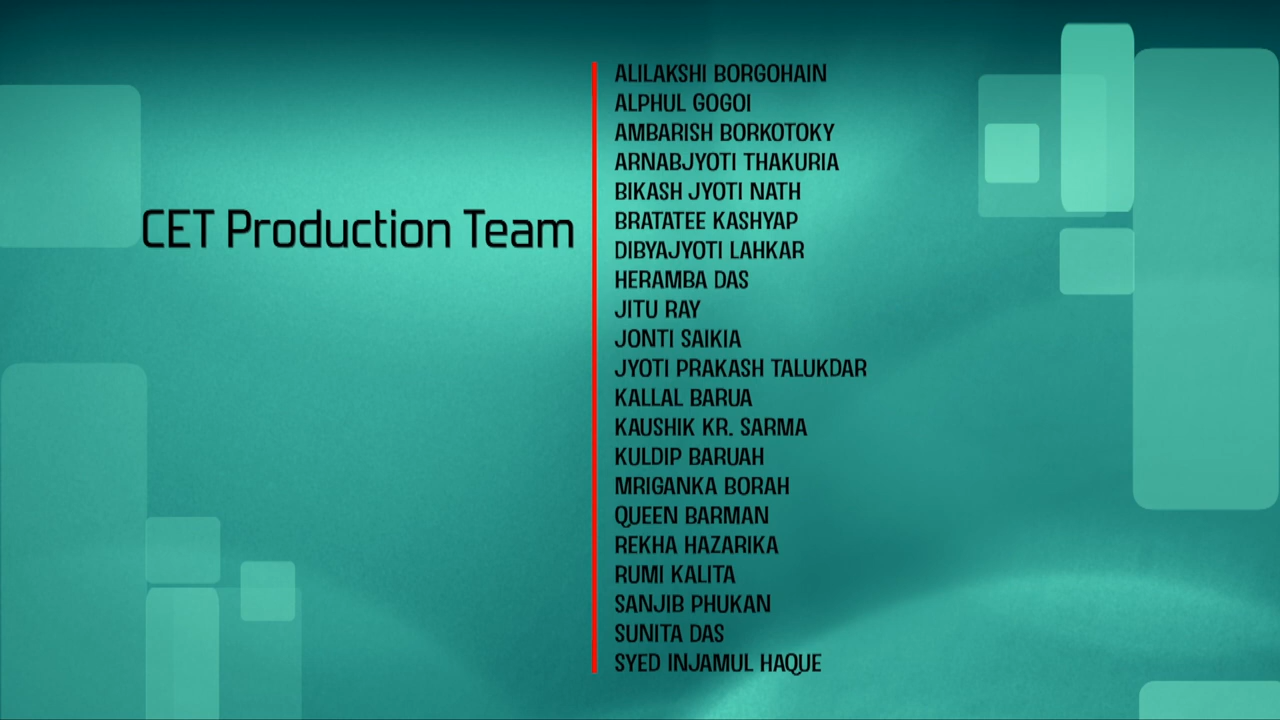 CET Production Team
ALILAKSHI BORGOHAIN
ALPHUL GOGOI
AMBARISH BORKOTOKY
ARNABJYOTI THAKURIA
BIKASH JYOTI NATH
BRATATEE KASHYAP
DIBYAJYOTI LAHKAR
HERAMBA DAS
JITU RAY
JONTI SAIKIA
JYOTI PRAKASH TALUKDAR
KALLAL BARUA
KAUSHIK KR. SARMA
KULDIP BARUAH
MRIGANKA BORAH
QUEEN BARMAN
REKHA HAZARIKA
RUMI KALITA
SANJIB PHUKAN
SUNITA DAS
SYED INJAMUL HAQUE